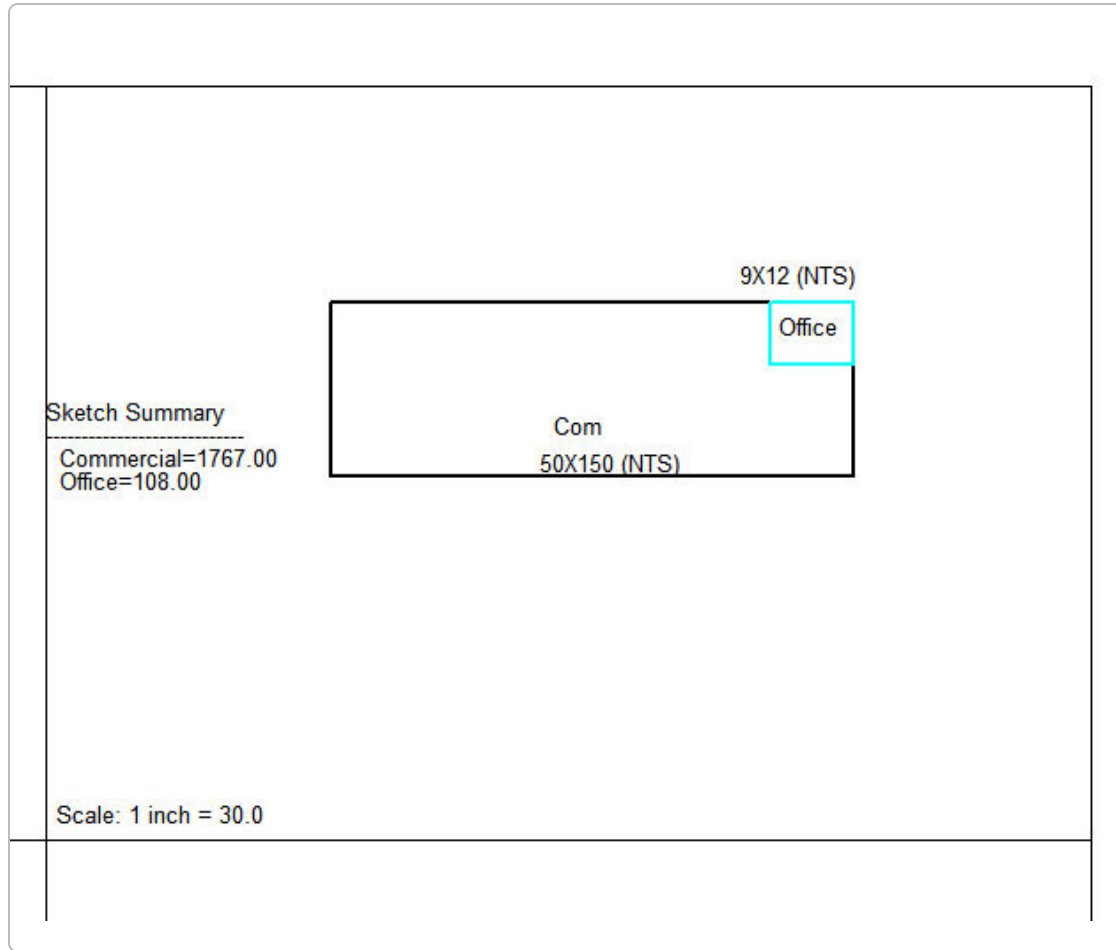 9X12 (NTS)
Office
Sketch Summary
----------------------------
Commercial=1767.00
Office=108.00
Com
50X150 (NTS)
Scale: 1 inch = 30.0